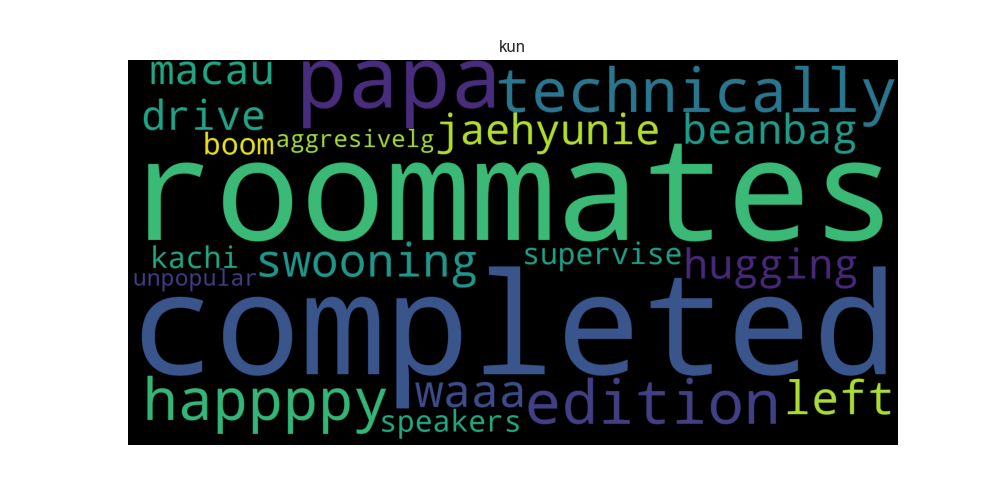 kun
macau papa technically
drive boom aggresivelg jaehyunie beanbag
roommates
kachi swooning supervise hugging
unpopular
completed
happpppy waaa edition left
speakers